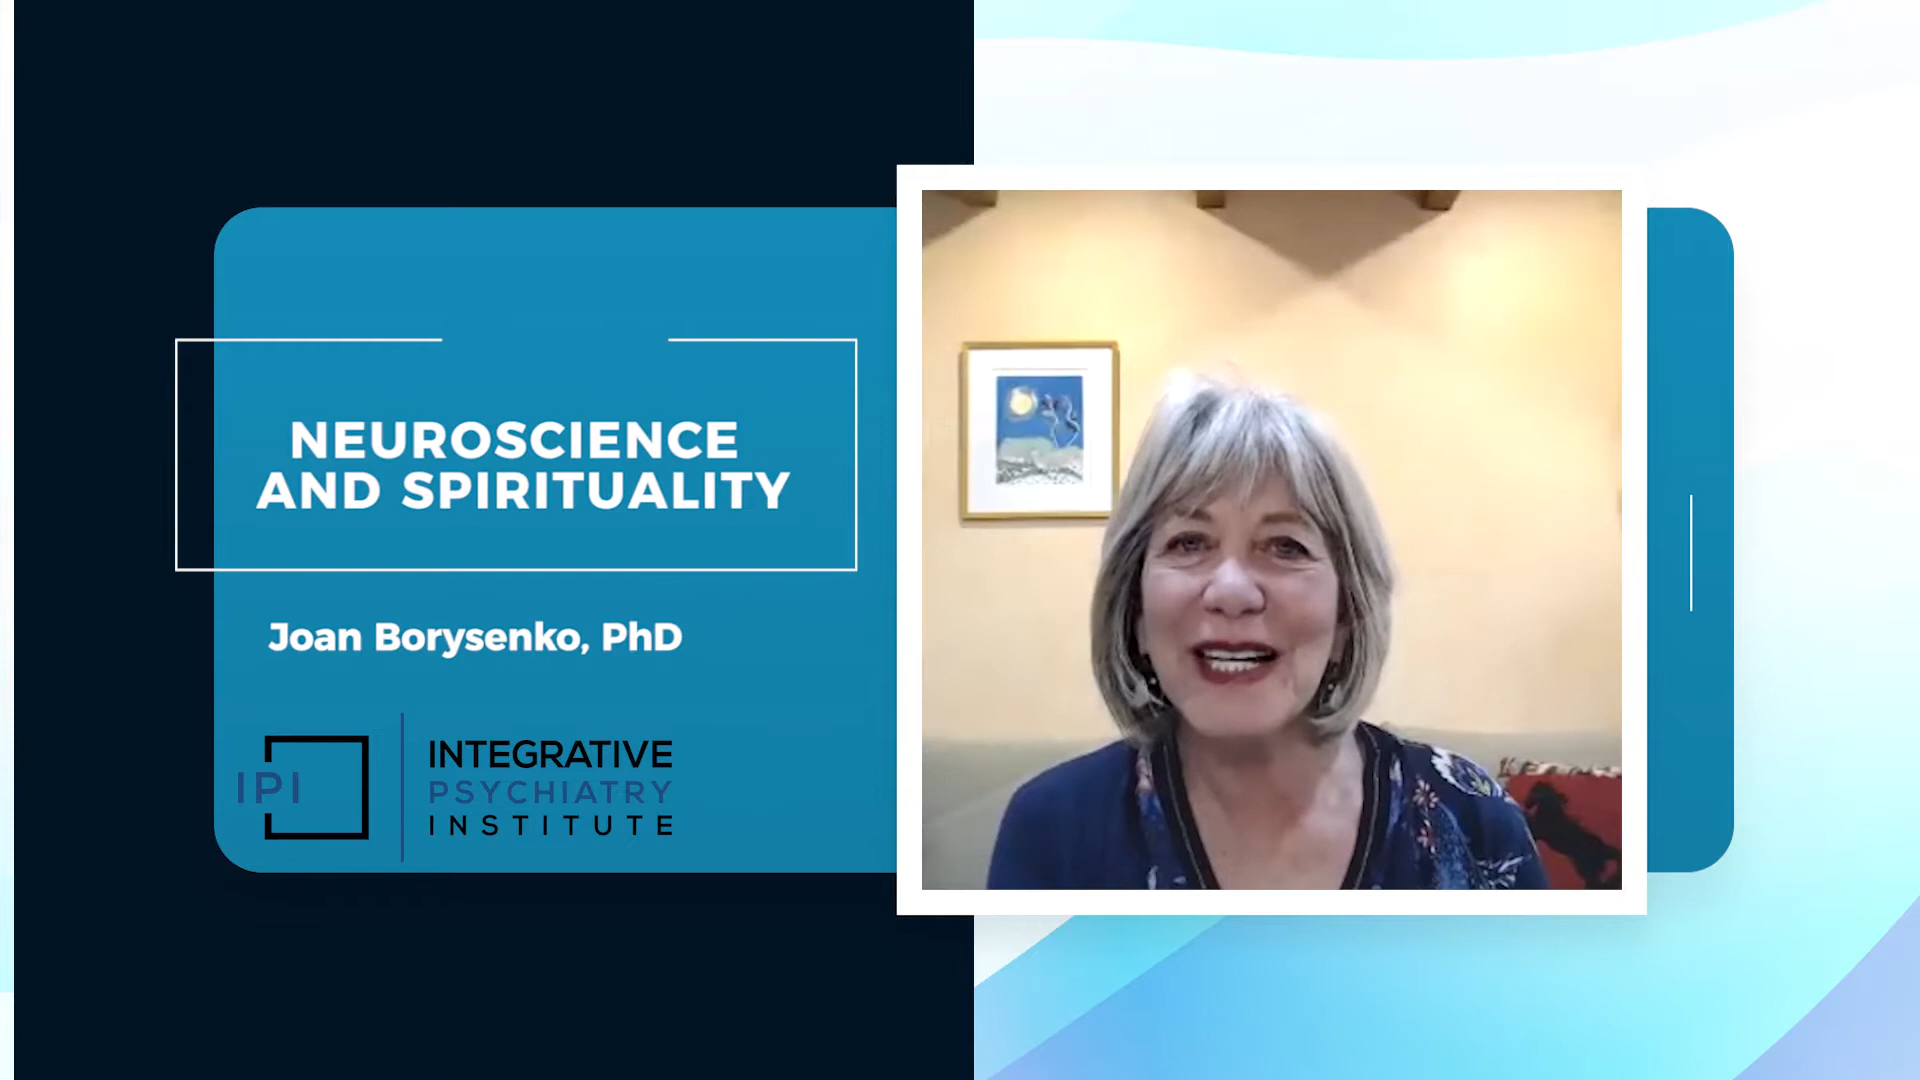 NEUROSCIENCE
AND SPIRITUALITY
Joan Borysenko, PhD
IPI
INTEGRATIVE
PSYCHIATRY
INSTITUTE